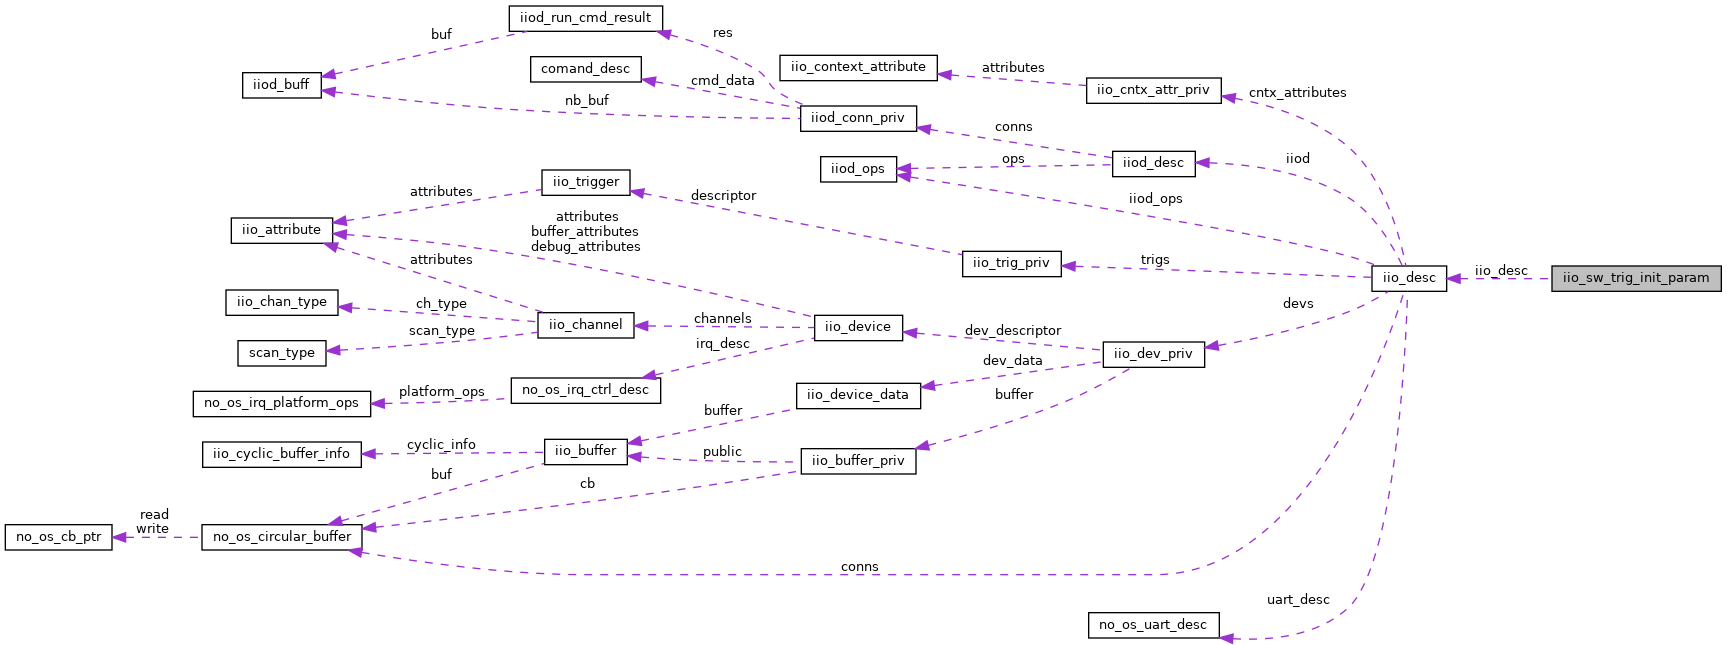 iiod_run_cmd_result
buf
res
iio_context_attribute
attributes
comand_desc
iiod_buff
cmd_data
iio_cntx_attr_priv
cntx_attributes
nb_buf
iiod_conn_priv
conns
iiod_ops
ops
iiod_desc
iiod
iio_trigger
attributes
descriptor
iiod_ops
attributes
buffer_attributes
debug_attributes
iio_attribute
attributes
iio_trig_priv
trigs
iio_desc
iio_desc
iio_sw_trig_init_param
iio_chan_type
ch_type
devs
iio_channel
channels
iio_device
scan_type
dev_descriptor
scan_type
irq_desc
iio_dev_priv
dev_data
no_os_irq_platform_ops
platform_ops
no_os_irq_ctrl_desc
iio_device_data
buffer
buffer
iio_cyclic_buffer_info
cyclic_info
iio_buffer
public
iio_buffer_priv
buf
cb
read
write
no_os_cb_ptr
no_os_circular_buffer
conns
uart_desc
no_os_uart_desc